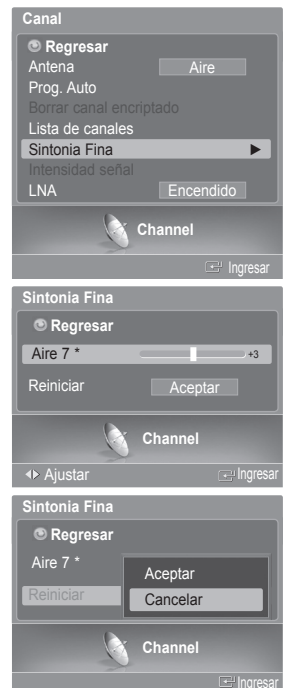 Canal
Regresar
Antena Aire
Prog. Auto
Borrar canal encriptado
Lista de canales
Sintonia Fina ►
Intensidad señal
LNA Encendido
Channel
Ingresar
Sintonia Fina
Regresar
Aire 7 * +3
Reiniciar Aceptar
Channel
Ajustar Ingresar
Sintonia Fina
Regresar
Aire 7 *
Aceptar
Reiniciar Cancelar
Channel
Ingresar